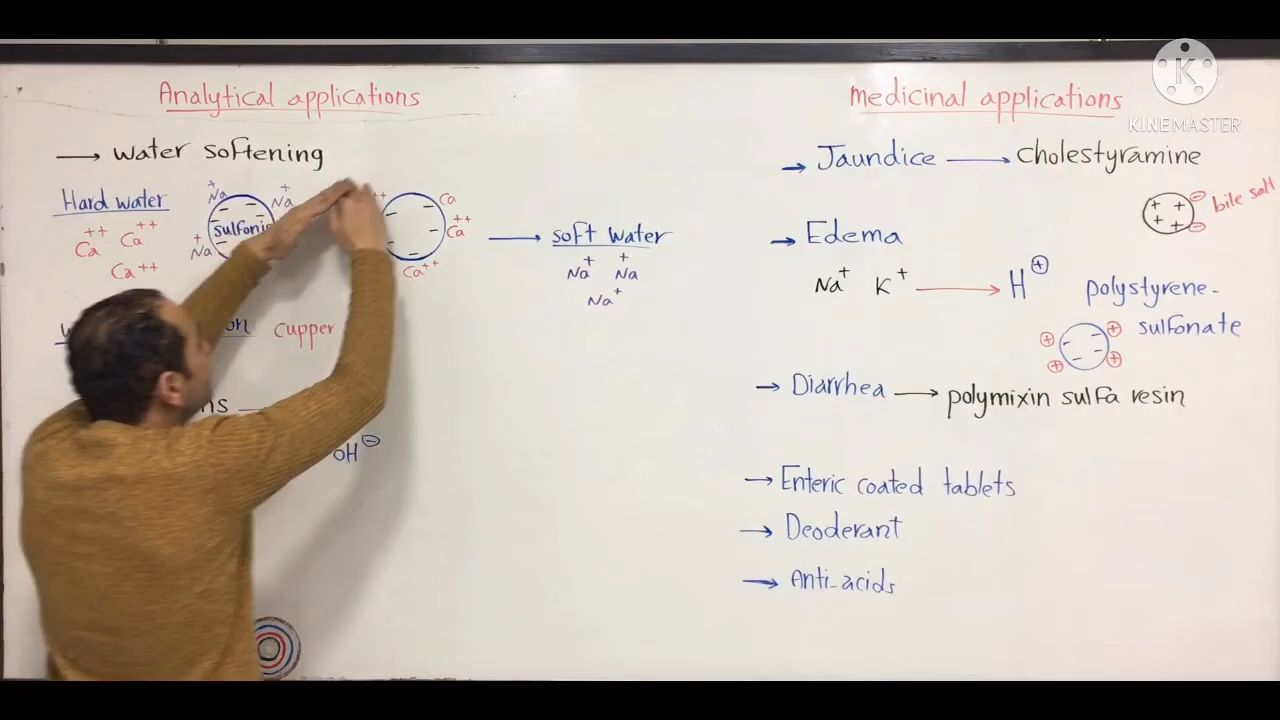 Analytical applications
→ water softening
Hard water
Ca++ Ca++
Ca++
Na+ Na+
Na+
Ca
Ca++
Ca++
→ soft water
Na+ Na+
Na+
cupper
OH⊖
medicinal applications
→ Jaundice → cholestyramine
bile salt
→ Edema
Na+ K+ → H⊕
polystyrene-
sulfonate
→ Diarrhea → polymixin sulfa resin
→ Enteric coated tablets
→ Deoderant
→ Anti-acids
K
KINEMASTER